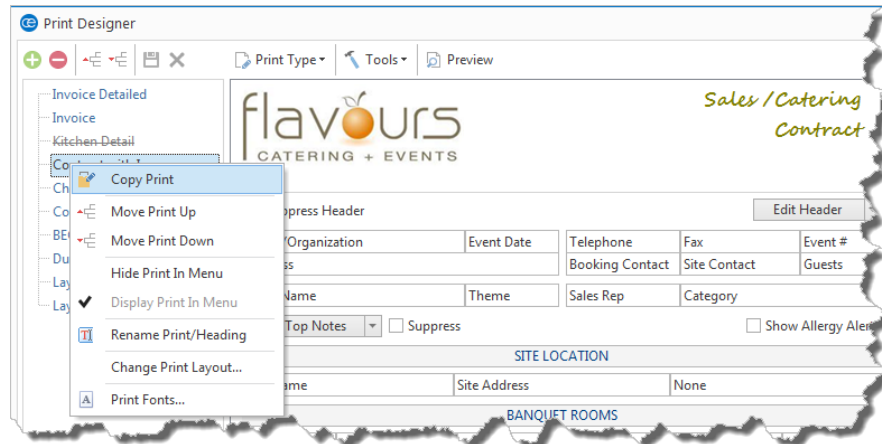 Print Designer
Print Type Tools Preview
Invoice Detailed
Invoice
Kitchen Detail
Copy Print
Move Print Up
Move Print Down
Hide Print In Menu
Display Print In Menu
Rename Print/Heading
Change Print Layout...
Print Fonts...
flavours
CATERING + EVENTS
Sales / Catering
Contract
Header
Edit Header
/Organization Event Date Telephone Fax Event #
Booking Contact Site Contact Guests
Name Theme Sales Rep Category
Top Notes Suppress Show Allergy
SITE LOCATION
Site Address None
BANQUET ROOMS